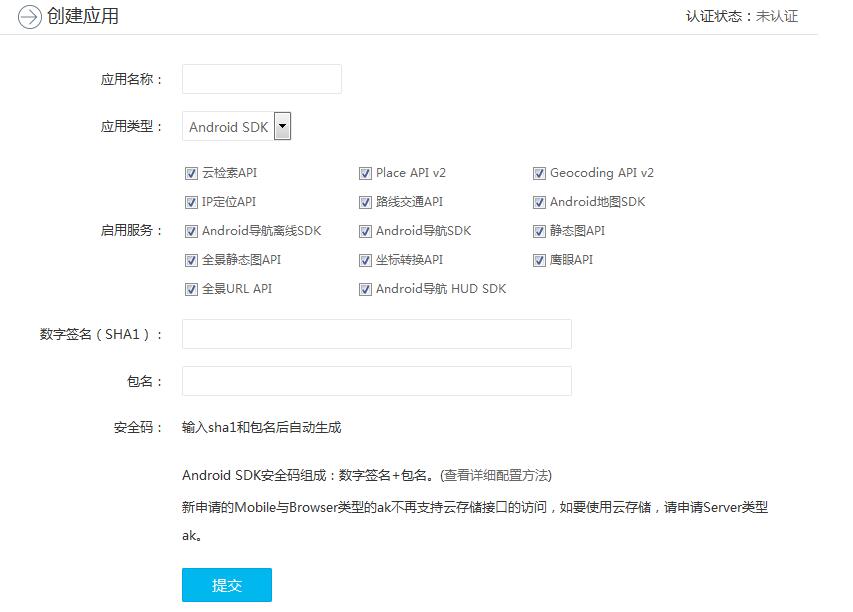 创建应用 认证状态：未认证
应用名称：
应用类型： Android SDK
云检索API Place API v2 Geocoding API v2
IP定位API 路线交通API Android地图SDK
启用服务： Android导航离线SDK Android导航SDK 静态图API
全景静态图API 坐标转换API 鹰眼API
全景URL API Android导航 HUD SDK
数字签名（SHA1）：
包名：
安全码： 输入sha1和包名后自动生成
Android SDK安全码组成：数字签名+包名。(查看详细配置方法)
新申请的Mobile与Browser类型的ak不再支持云存储接口的访问，如要使用云存储，请申请Server类型
ak。
提交